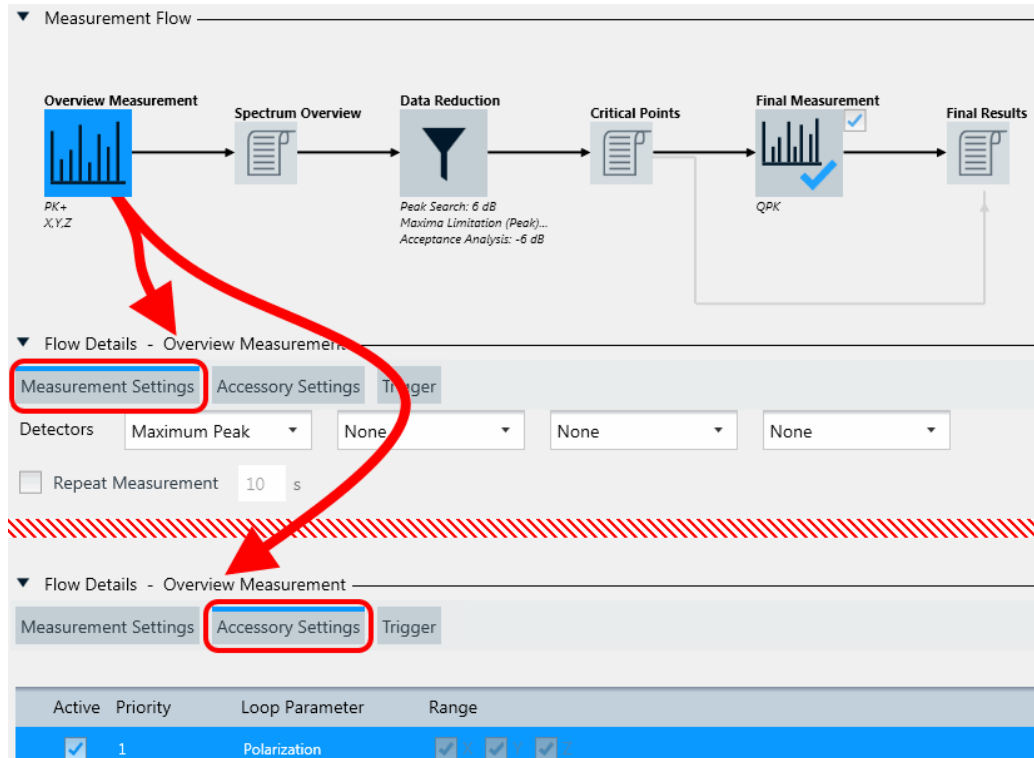 Measurement Flow
Overview Measurement
Spectrum Overview
Data Reduction
Critical Points
Final Measurement
Final Results
PK+
X,Y,Z
Peak Search: 6 dB
Maxima Limitation (Peak)...
Acceptance Analysis: -6 dB
QPK
Flow Details - Overview Measurement
Measurement Settings Accessory Settings Trigger
Detectors Maximum Peak None None None
Repeat Measurement 10 s
Flow Details - Overview Measurement
Measurement Settings Accessory Settings Trigger
Active Priority Loop Parameter Range
1 Polarization X Y Z